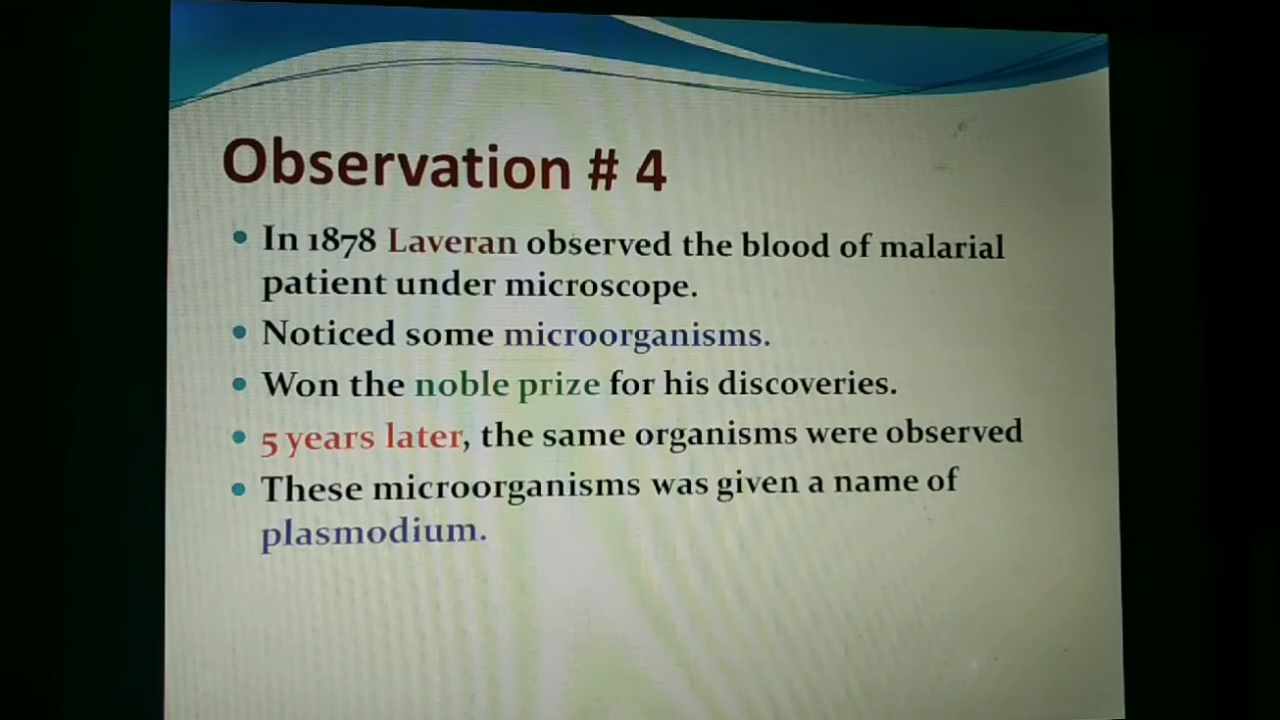 Observation # 4
• In 1878 Laveran observed the blood of malarial
patient under microscope.
• Noticed some microorganisms.
• Won the noble prize for his discoveries.
• 5 years later, the same organisms were observed
• These microorganisms was given a name of
plasmodium.